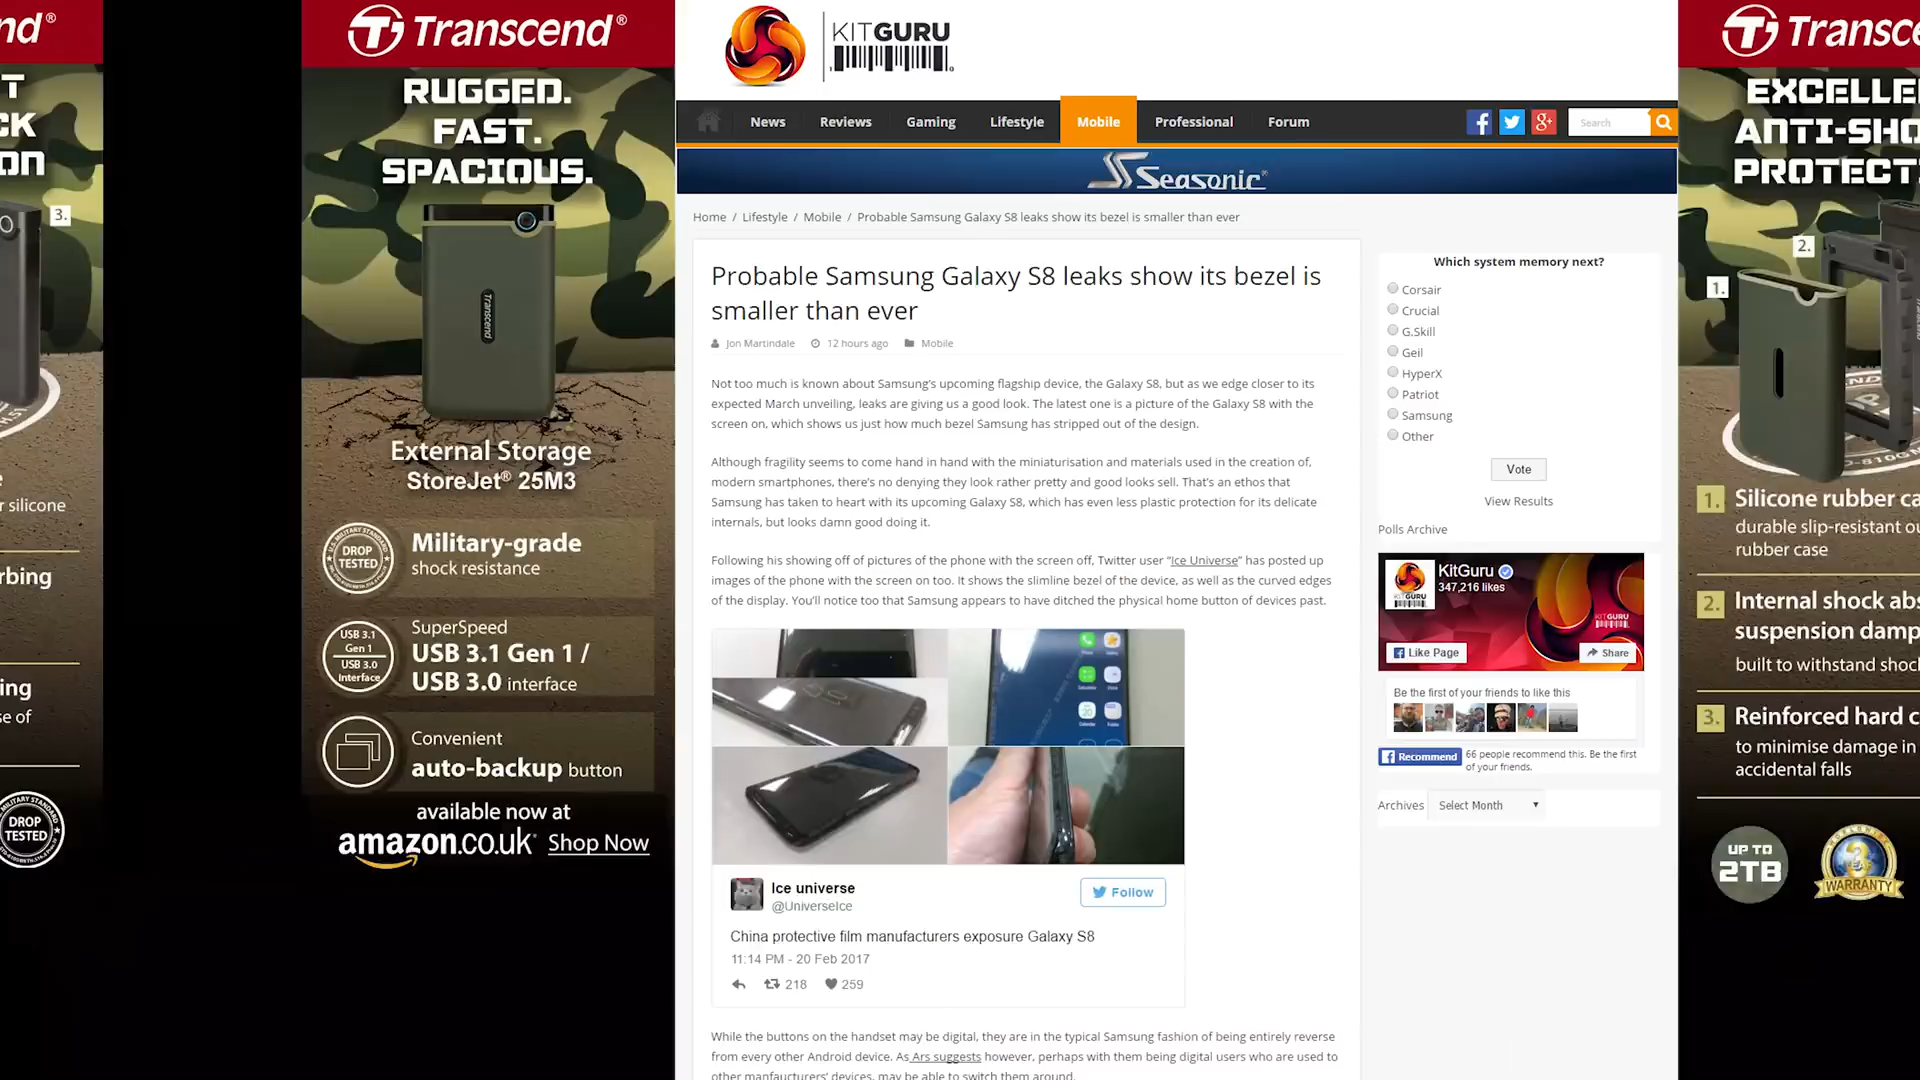 nd®
T
CK
ON
3.
r silicone
rbing
ing
se of
MILITARY STANDARD
DROP
TESTED
Transcend®
RUGGED.
FAST.
SPACIOUS.
Transcend
External Storage
StoreJet® 25M3
U.S. MILITARY STANDARD
DROP
TESTED
Military-grade
shock resistance
USB 3.1
Gen 1
USB 3.0
Interface
SuperSpeed
USB 3.1 Gen 1 /
USB 3.0 interface
Convenient
auto-backup button
available now at
amazon.co.uk Shop Now
KITGURU
News Reviews Gaming Lifestyle Mobile Professional Forum
Search
Seasonic®
Home / Lifestyle / Mobile / Probable Samsung Galaxy S8 leaks show its bezel is smaller than ever
Probable Samsung Galaxy S8 leaks show its bezel is
smaller than ever
Jon Martindale 12 hours ago Mobile
Not too much is known about Samsung's upcoming flagship device, the Galaxy S8, but as we edge closer to its
expected March unveiling, leaks are giving us a good look. The latest one is a picture of the Galaxy S8 with the
screen on, which shows us just how much bezel Samsung has stripped out of the design.
Although fragility seems to come hand in hand with the miniaturisation and materials used in the creation of,
modern smartphones, there's no denying they look rather pretty and good looks sell. That's an ethos that
Samsung has taken to heart with its upcoming Galaxy S8, which has even less plastic protection for its delicate
internals, but looks damn good doing it.
Following his showing off of pictures of the phone with the screen off, Twitter user “Ice Universe” has posted up
images of the phone with the screen on too. It shows the slimline bezel of the device, as well as the curved edges
of the display. You'll notice too that Samsung appears to have ditched the physical home button of devices past.
Ice universe
@UniverseIce
Follow
China protective film manufacturers exposure Galaxy S8
11:14 PM - 20 Feb 2017
218 259
While the buttons on the handset may be digital, they are in the typical Samsung fashion of being entirely reverse
from every other Android device. As Ars suggests however, perhaps with them being digital users who are used to
other manfaucturers' devices, may be able to switch them around.
Which system memory next?
Corsair
Crucial
G.Skill
Geil
HyperX
Patriot
Samsung
Other
Vote
View Results
Polls Archive
KitGuru
347,216 likes
KITGURU
Like Page
Share
Be the first of your friends to like this
Recommend
66 people recommend this. Be the first
of your friends.
Archives
Select Month
Transce
EXCELLE
ANTI-SHO
PROTECTI
2.
1.
1. Silicone rubber ca
durable slip-resistant ou
rubber case
2. Internal shock abs
suspension damp
built to withstand shoc
3. Reinforced hard c
to minimise damage in
accidental falls
UP TO
2TB
3
YEAR
WARRANTY